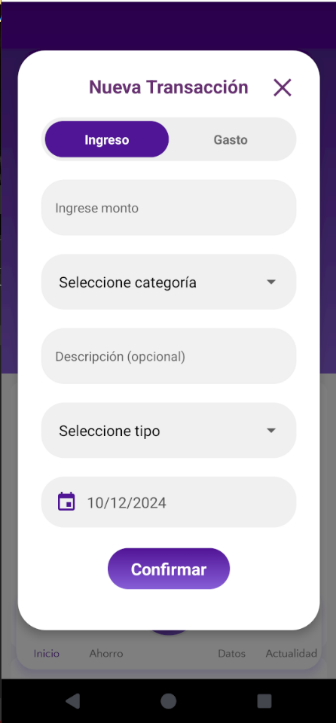 Nueva Transacción
Ingreso Gasto
Ingrese monto
Seleccione categoría
Descripción (opcional)
Seleccione tipo
10/12/2024
Confirmar
Inicio Ahorro Datos Actualidad